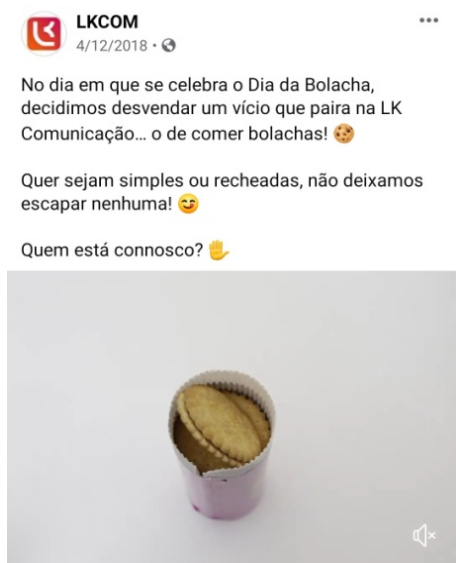 LKCOM
4/12/2018 •
No dia em que se celebra o Dia da Bolacha,
decidimos desvendar um vício que paira na LK
Comunicação... o de comer bolachas! 🍪
Quer sejam simples ou recheadas, não deixamos
escapar nenhuma! 😋
Quem está connosco? ✋